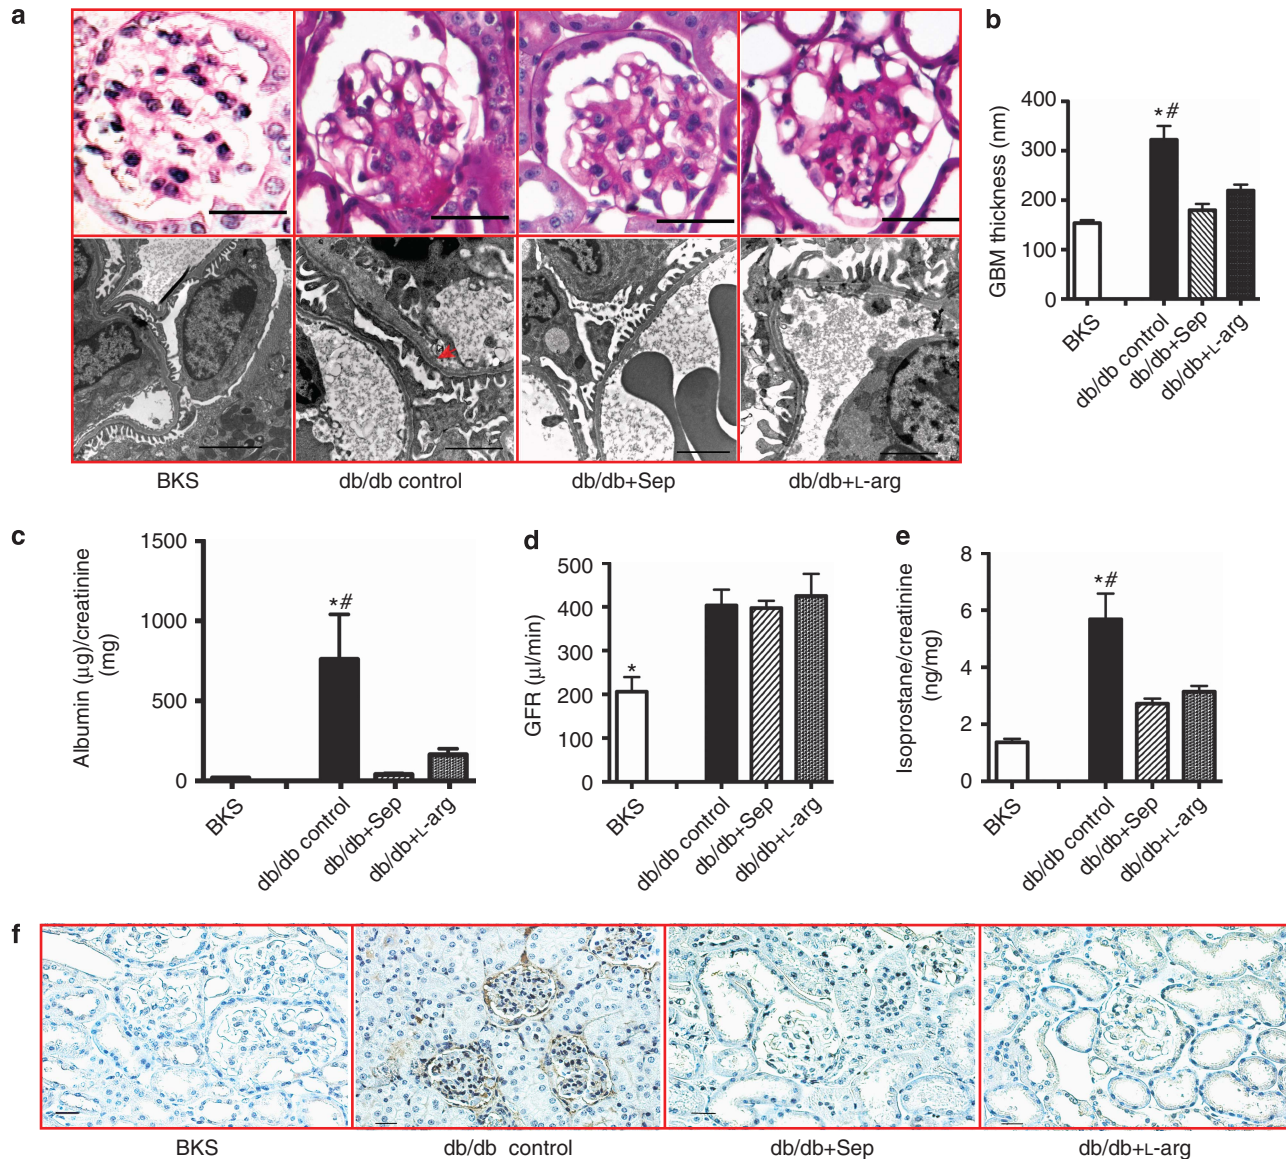 a
BKS
db/db control
db/db+Sep
db/db+L-arg
b
GBM thickness (nm)
400
300
200
100
0
*#
BKS
db/db control
db/db+Sep
db/db+L-arg
c
Albumin (μg)/creatinine
(mg)
1500
1000
500
0
*#
BKS
db/db control
db/db+Sep
db/db+L-arg
d
GFR (μl/min)
500
400
300
200
100
0
*
BKS
db/db control
db/db+Sep
db/db+L-arg
e
Isoprostane/creatinine
(ng/mg)
8
6
4
2
0
*#
BKS
db/db control
db/db+Sep
db/db+L-arg
f
BKS
db/db control
db/db+Sep
db/db+L-arg